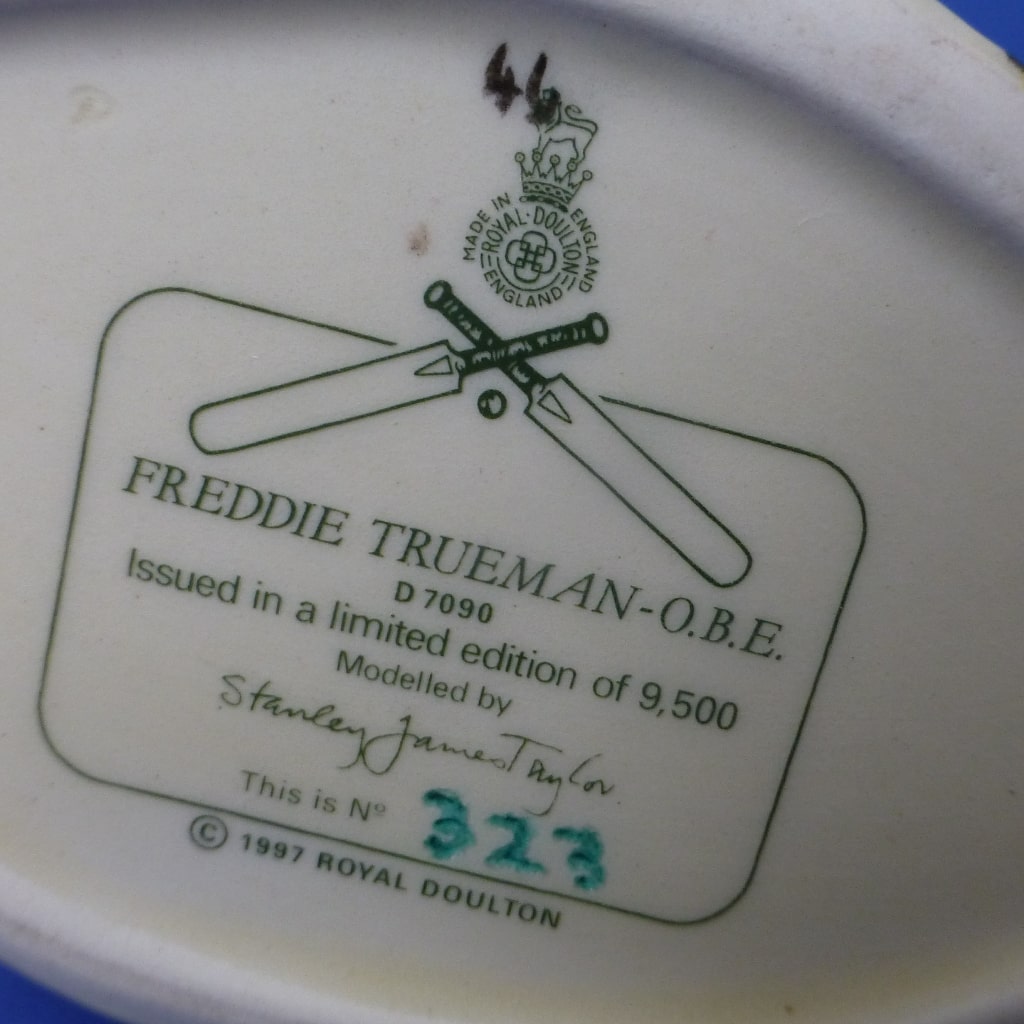 46
MADE IN ENGLAND
ROYAL·DOULTON
ENGLAND
FREDDIE TRUEMAN-O.B.E.
D 7090
Issued in a limited edition of 9,500
Modelled by
Stanley James Taylor.
This is Nº 323
© 1997 ROYAL DOULTON